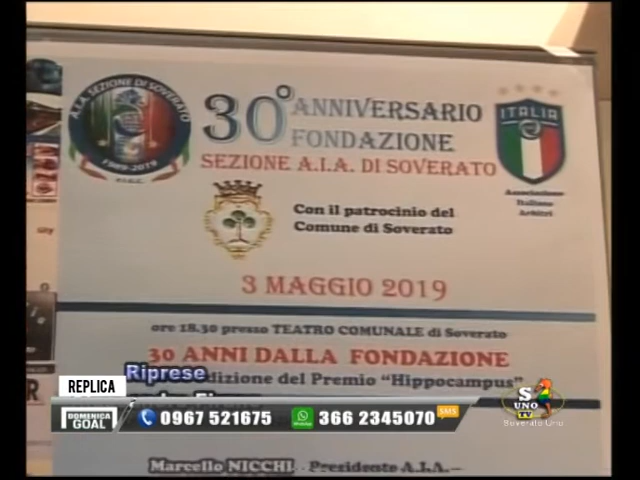 A.I.A. SEZIONE DI SOVERATO
1989-2019
30° ANNIVERSARIO
FONDAZIONE
SEZIONE A.I.A. DI SOVERATO
ITALIA
Associazione
Italiana
Arbitri
Con il patrocinio del
Comune di Soverato
3 MAGGIO 2019
ore 18.30 presso TEATRO COMUNALE di Soverato
30 ANNI DALLA FONDAZIONE
Riprese
dizione del Premio “Hippocampus”
REPLICA
DOMENICA
GOAL
0967 521675
366 2345070
SMS
S
UNO
TV
Soverato Uno
Marcello NICCHI - Presidente A.I.A. –